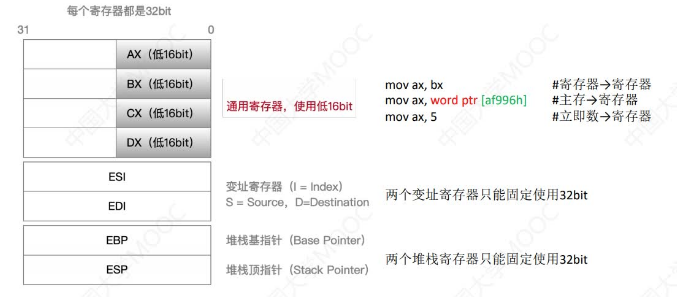 每个寄存器都是32bit
31 0
AX（低16bit）
BX（低16bit）
CX（低16bit）
DX（低16bit）
通用寄存器，使用低16bit
mov ax, bx #寄存器→寄存器
mov ax, word ptr [af996h] #主存→寄存器
mov ax, 5 #立即数→寄存器
ESI
EDI
变址寄存器（I = Index）
S = Source，D=Destination
两个变址寄存器只能固定使用32bit
EBP
ESP
堆栈基指针（Base Pointer）
堆栈顶指针（Stack Pointer）
两个堆栈寄存器只能固定使用32bit
中国大学MOOC